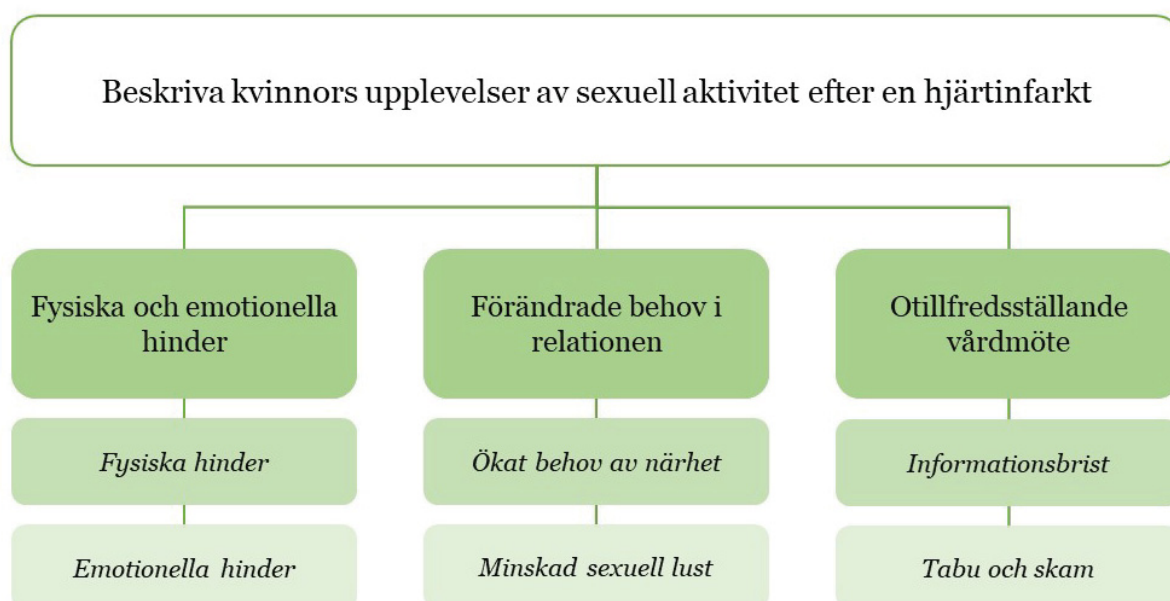 Beskriva kvinnors upplevelser av sexuell aktivitet efter en hjärtinfarkt
Fysiska och emotionella
hinder
Förändrade behov i
relationen
Otillfredsställande
vårdmöte
Fysiska hinder
Ökat behov av närhet
Informationsbrist
Emotionella hinder
Minskad sexuell lust
Tabu och skam